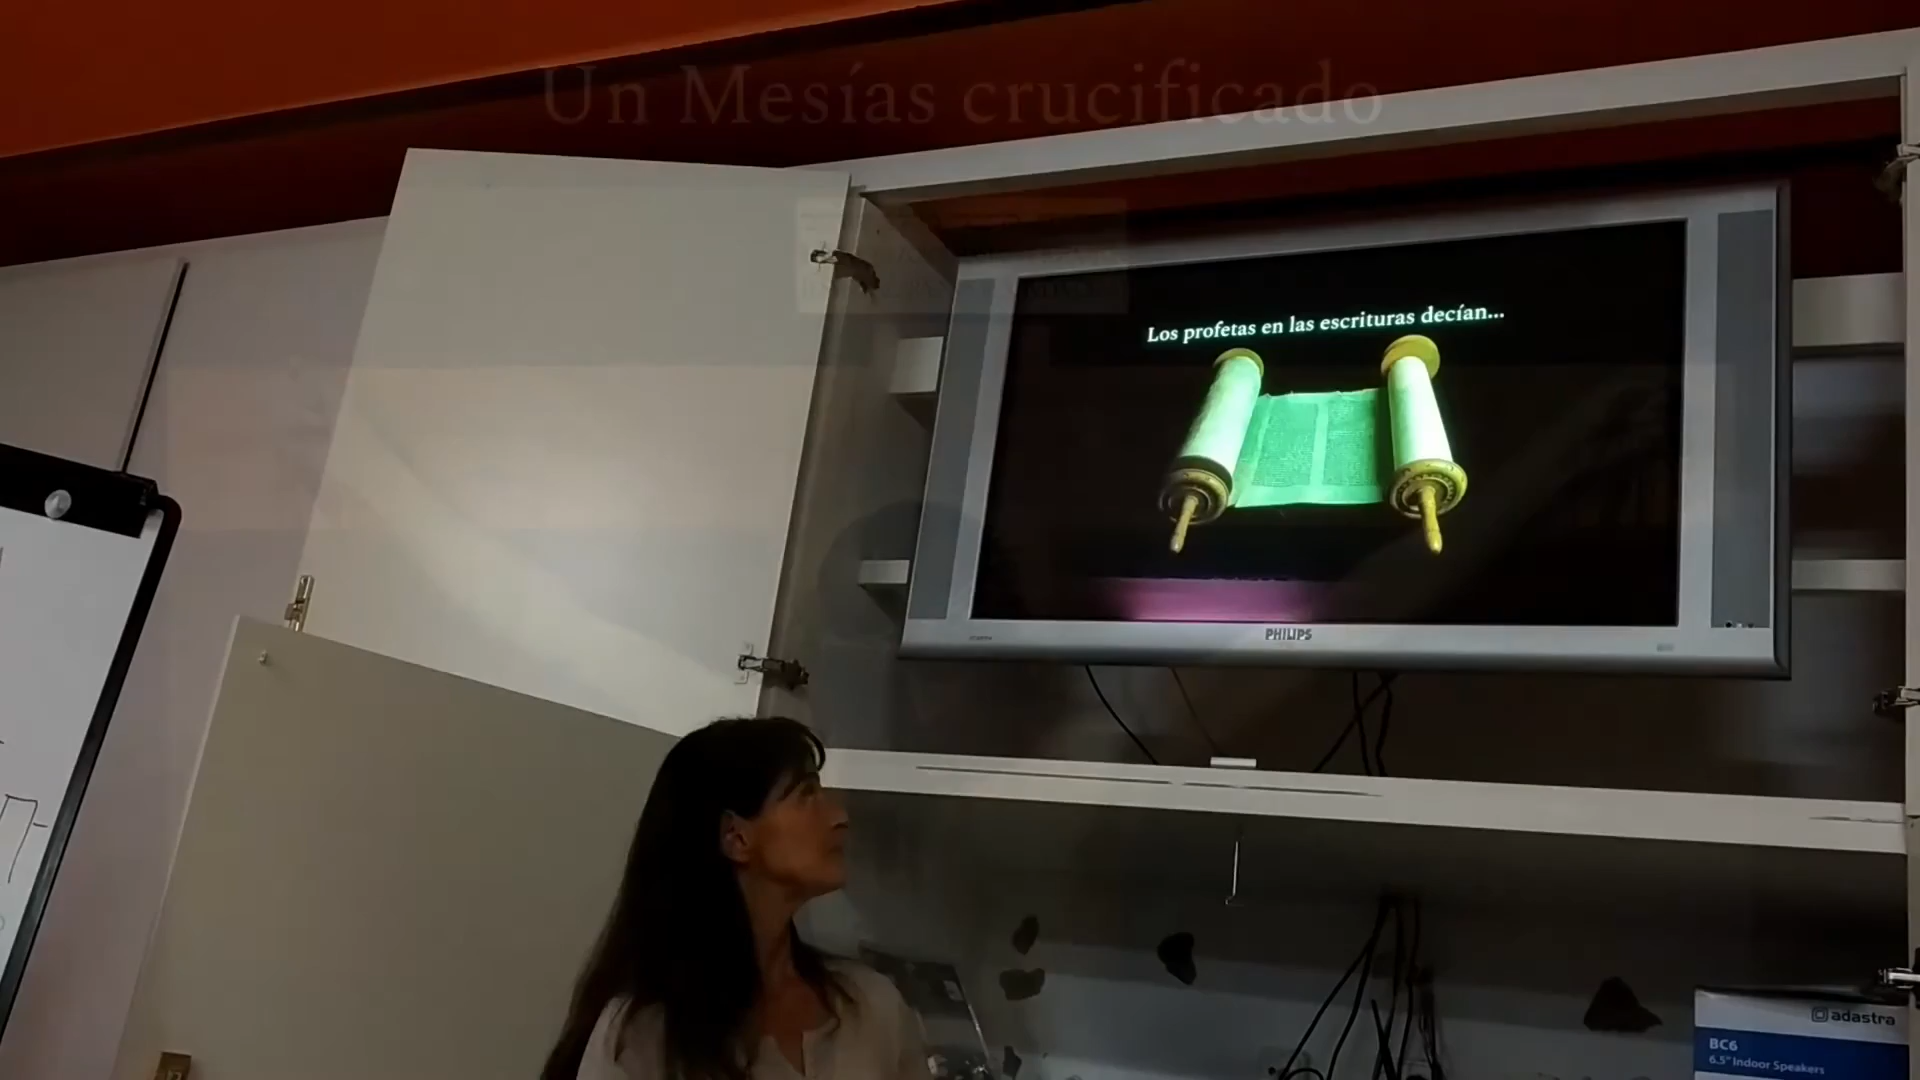 Un Mesías crucificado
Los profetas en las escrituras decían...
PHILIPS
adastra
BC6
6.5" Indoor Speakers